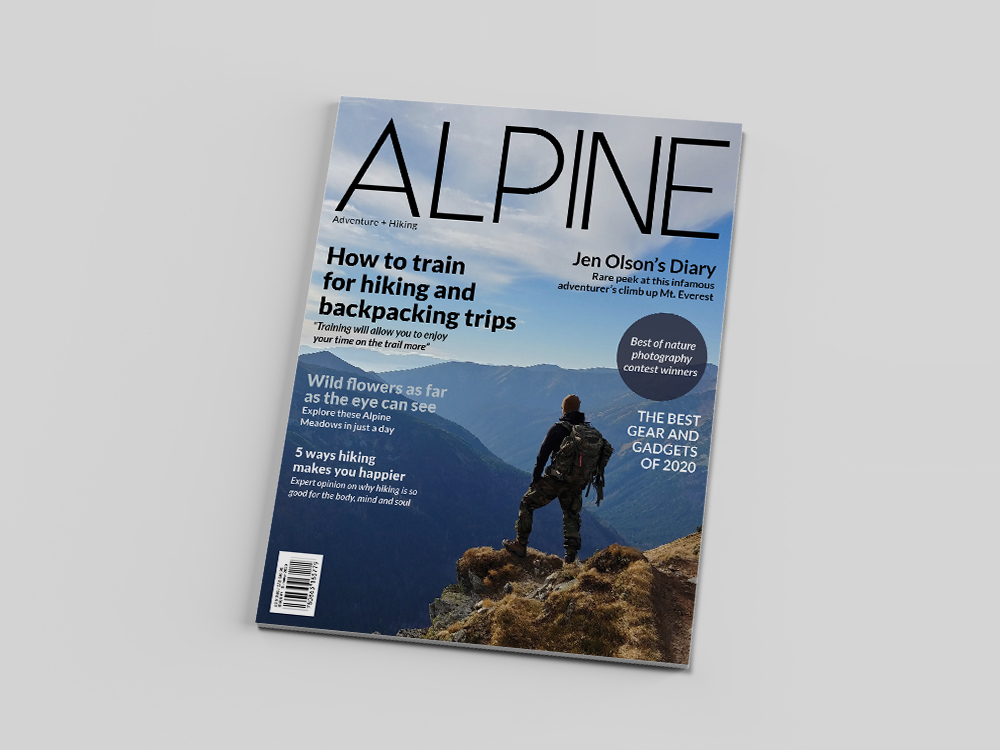 ALPINE
Adventure + Hiking
How to train
for hiking and
backpacking trips
"Training will allow you to enjoy
your time on the trail more"
Jen Olson's Diary
Rare peek at this infamous
adventurer's climb up Mt. Everest
Best of nature
photography
contest winners
Wild flowers as far
as the eye can see
Explore these Alpine
Meadows in just a day
THE BEST
GEAR AND
GADGETS
OF 2020
5 ways hiking
makes you happier
Expert opinion on why hiking is so
good for the body, mind and soul